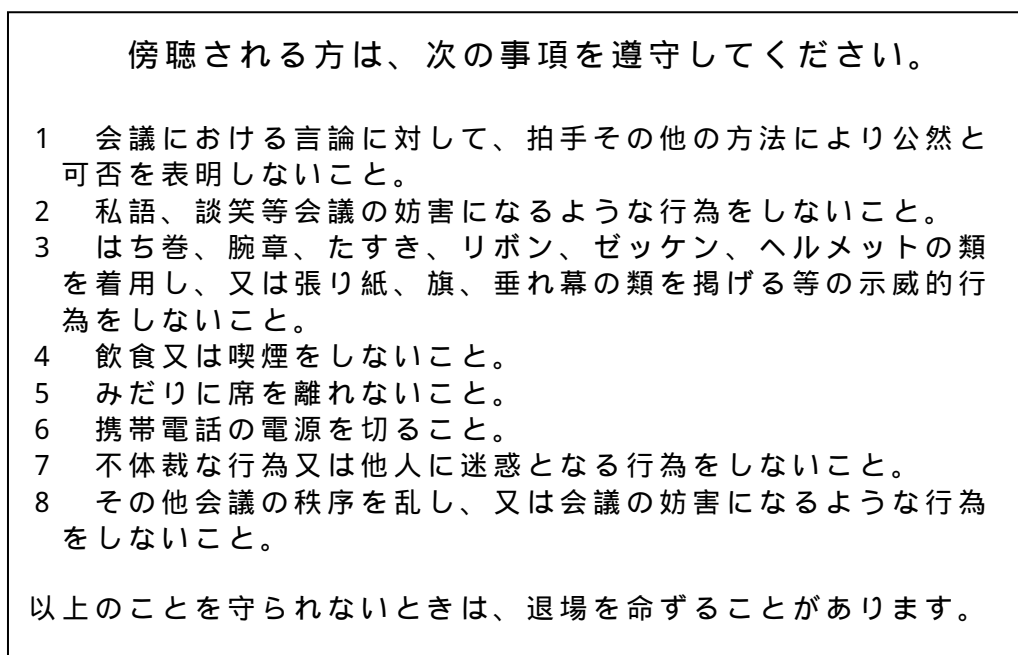 傍聴される方は、次の事項を遵守してください。
1　会議における言論に対して、拍手その他の方法により公然と
可否を表明しないこと。
2　私語、談笑等会議の妨害になるような行為をしないこと。
3　はち巻、腕章、たすき、リボン、ゼッケン、ヘルメットの類
を着用し、又は張り紙、旗、垂れ幕の類を掲げる等の示威的行
為をしないこと。
4　飲食又は喫煙をしないこと。
5　みだりに席を離れないこと。
6　携帯電話の電源を切ること。
7　不体裁な行為又は他人に迷惑となる行為をしないこと。
8　その他会議の秩序を乱し、又は会議の妨害になるような行為
をしないこと。
以上のことを守られないときは、退場を命ずることがあります。